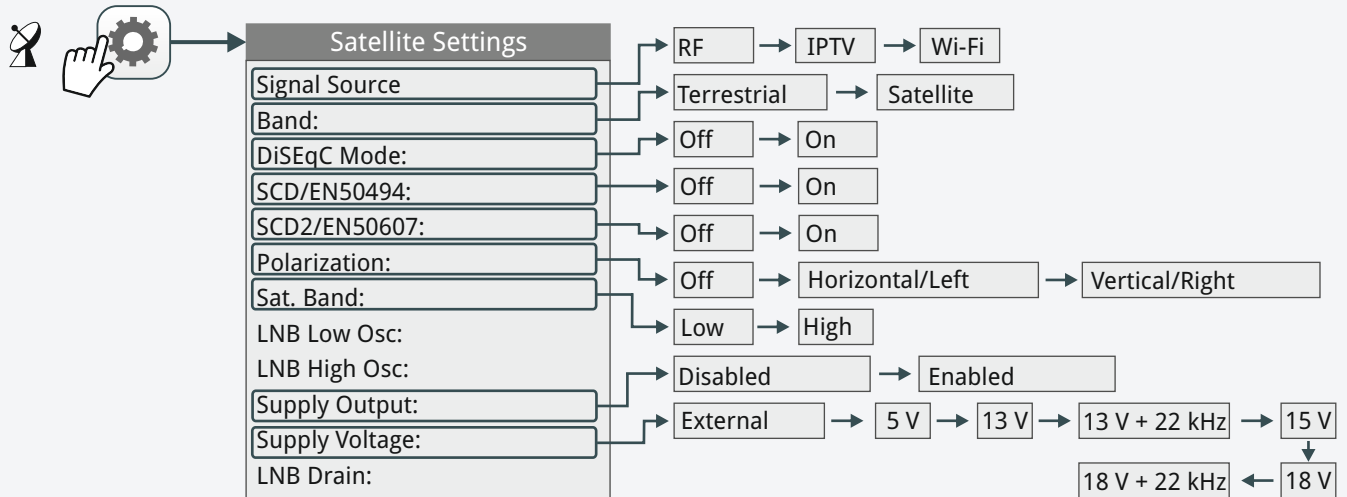 Satellite Settings
Signal Source
RF
IPTV
Wi-Fi
Band:
Terrestrial
Satellite
DiSEqC Mode:
Off
On
SCD/EN50494:
Off
On
SCD2/EN50607:
Off
On
Polarization:
Off
Horizontal/Left
Vertical/Right
Sat. Band:
Low
High
LNB Low Osc:
LNB High Osc:
Supply Output:
Disabled
Enabled
Supply Voltage:
External
5 V
13 V
13 V + 22 kHz
15 V
18 V
18 V + 22 kHz
LNB Drain: